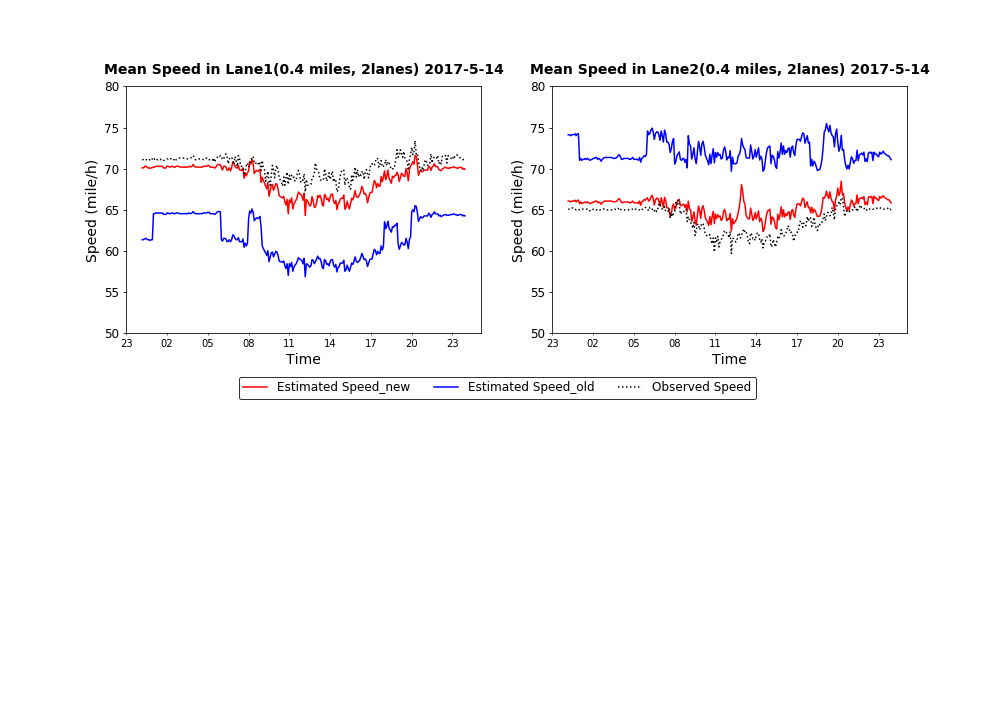 Mean Speed in Lane1(0.4 miles, 2lanes) 2017-5-14
80
75
70
65
60
55
50
Speed (mile/h)
23 02 05 08 11 14 17 20 23
Time
Mean Speed in Lane2(0.4 miles, 2lanes) 2017-5-14
80
75
70
65
60
55
50
Speed (mile/h)
23 02 05 08 11 14 17 20 23
Time
Estimated Speed_new Estimated Speed_old Observed Speed